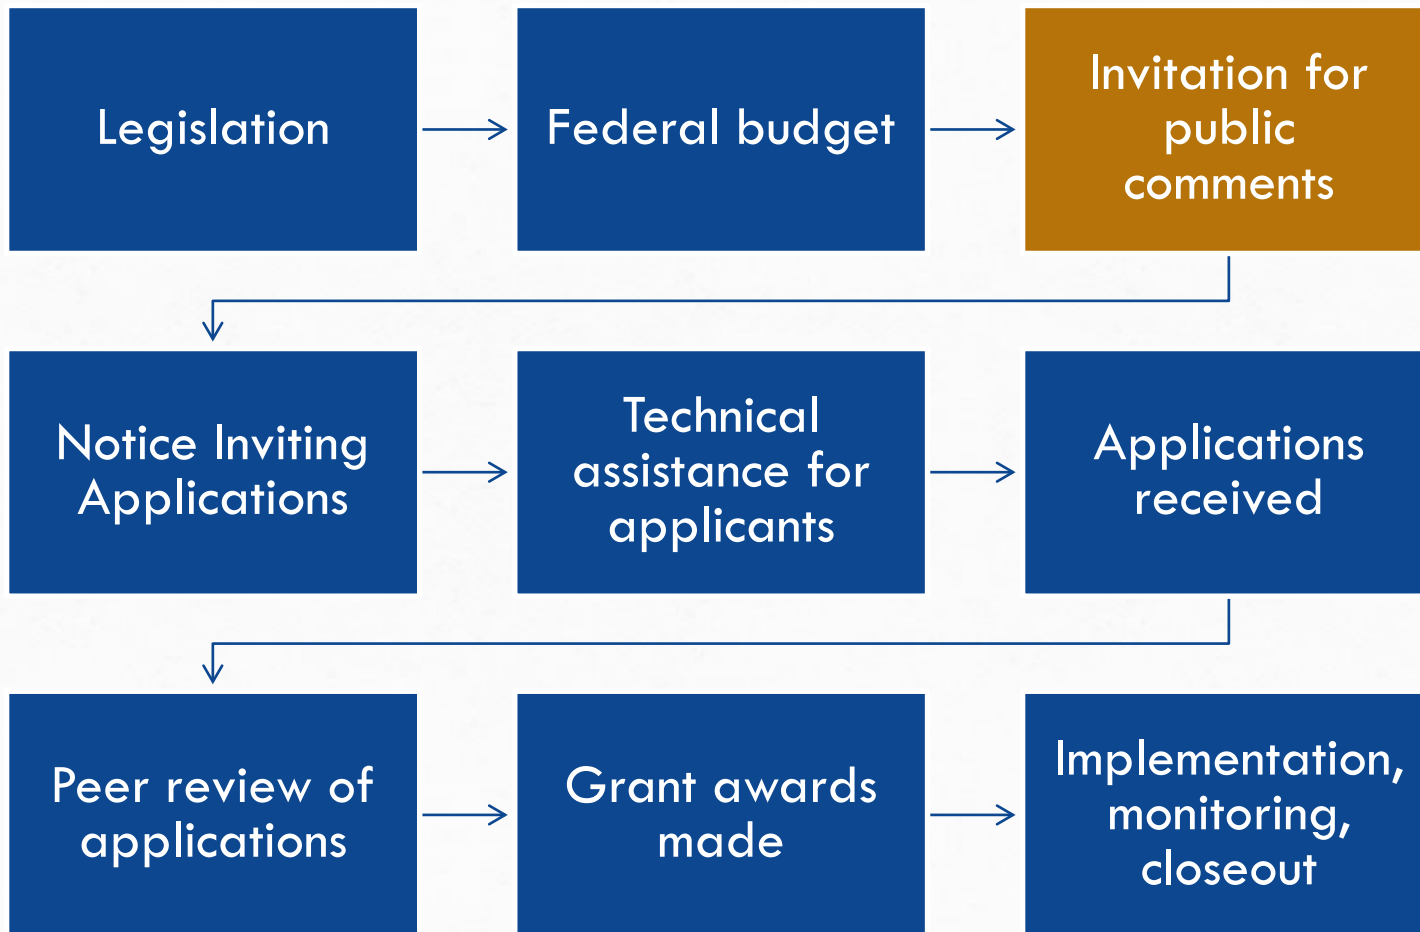 Legislation
Federal budget
Invitation for
public
comments
Notice Inviting
Applications
Technical
assistance for
applicants
Applications
received
Peer review of
applications
Grant awards
made
Implementation,
monitoring,
closeout